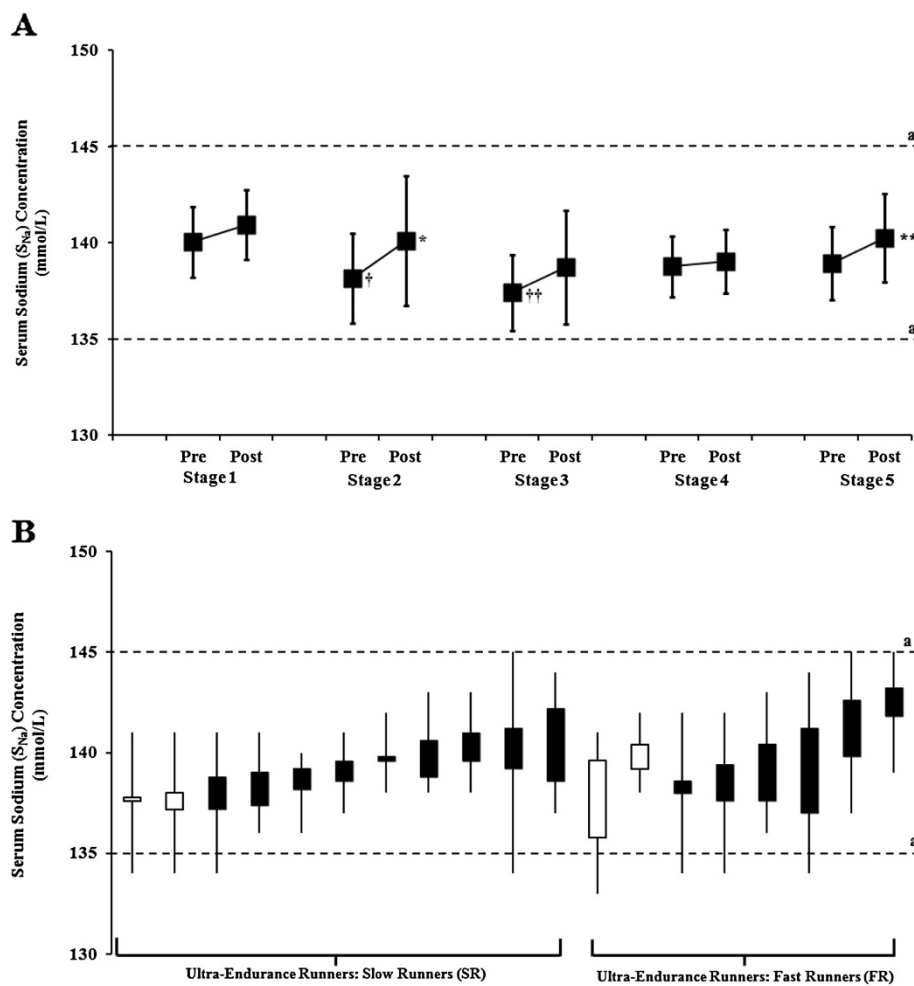 A
150
145
140
135
130
Serum Sodium (S_Na) Concentration
(mmol/L)
a
a
†
*
††
**
Pre Post Pre Post Pre Post Pre Post Pre Post
Stage 1 Stage 2 Stage 3 Stage 4 Stage 5
B
150
145
140
135
130
Serum Sodium (S_Na) Concentration
(mmol/L)
a
a
Ultra-Endurance Runners: Slow Runners (SR) Ultra-Endurance Runners: Fast Runners (FR)